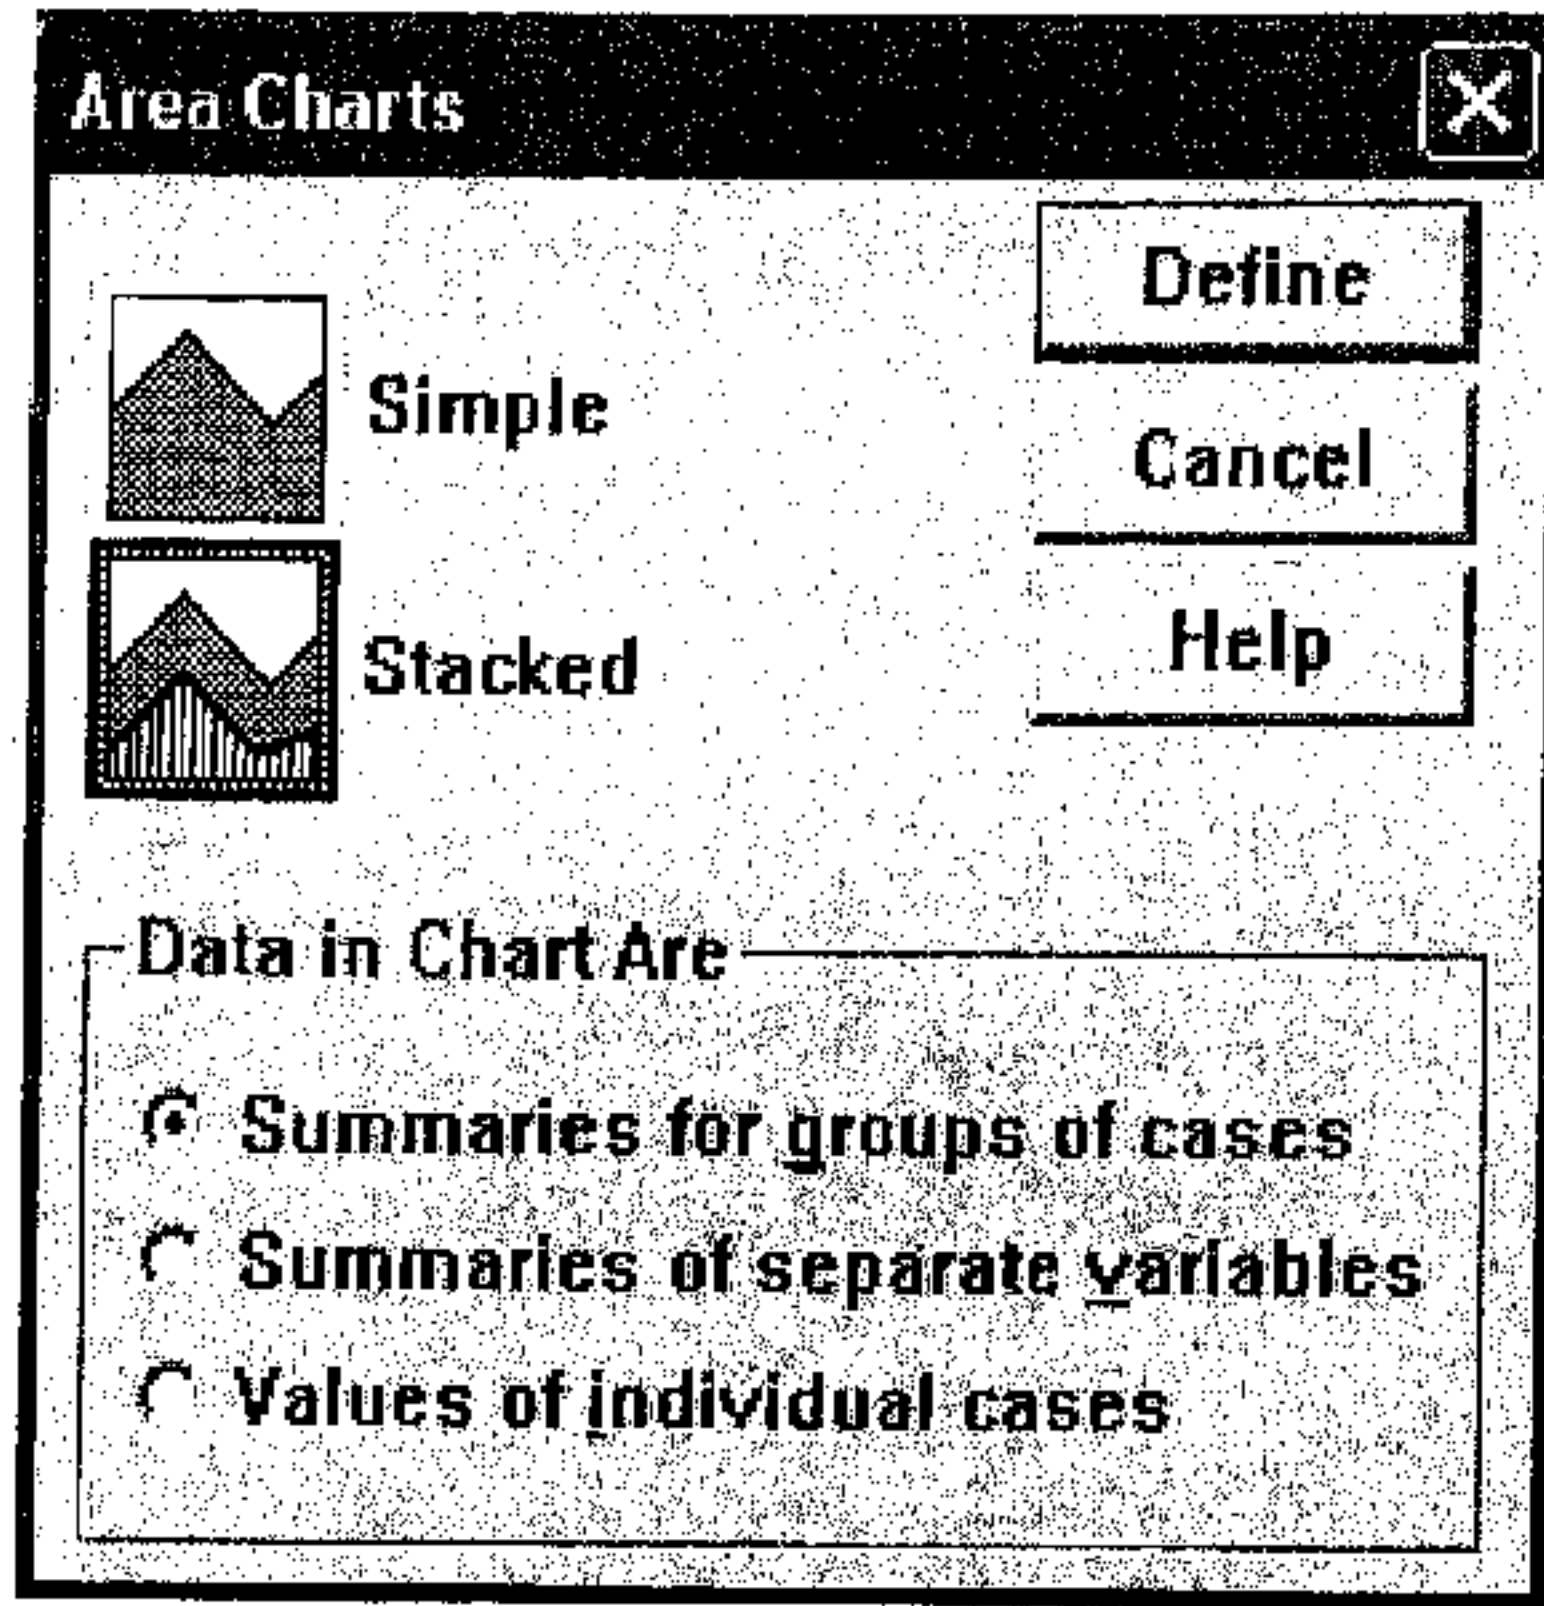 Area Charts
Define
Simple
Cancel
Help
Stacked
Data in Chart Are
Summaries for groups of cases
Summaries of separate variables
Values of individual cases